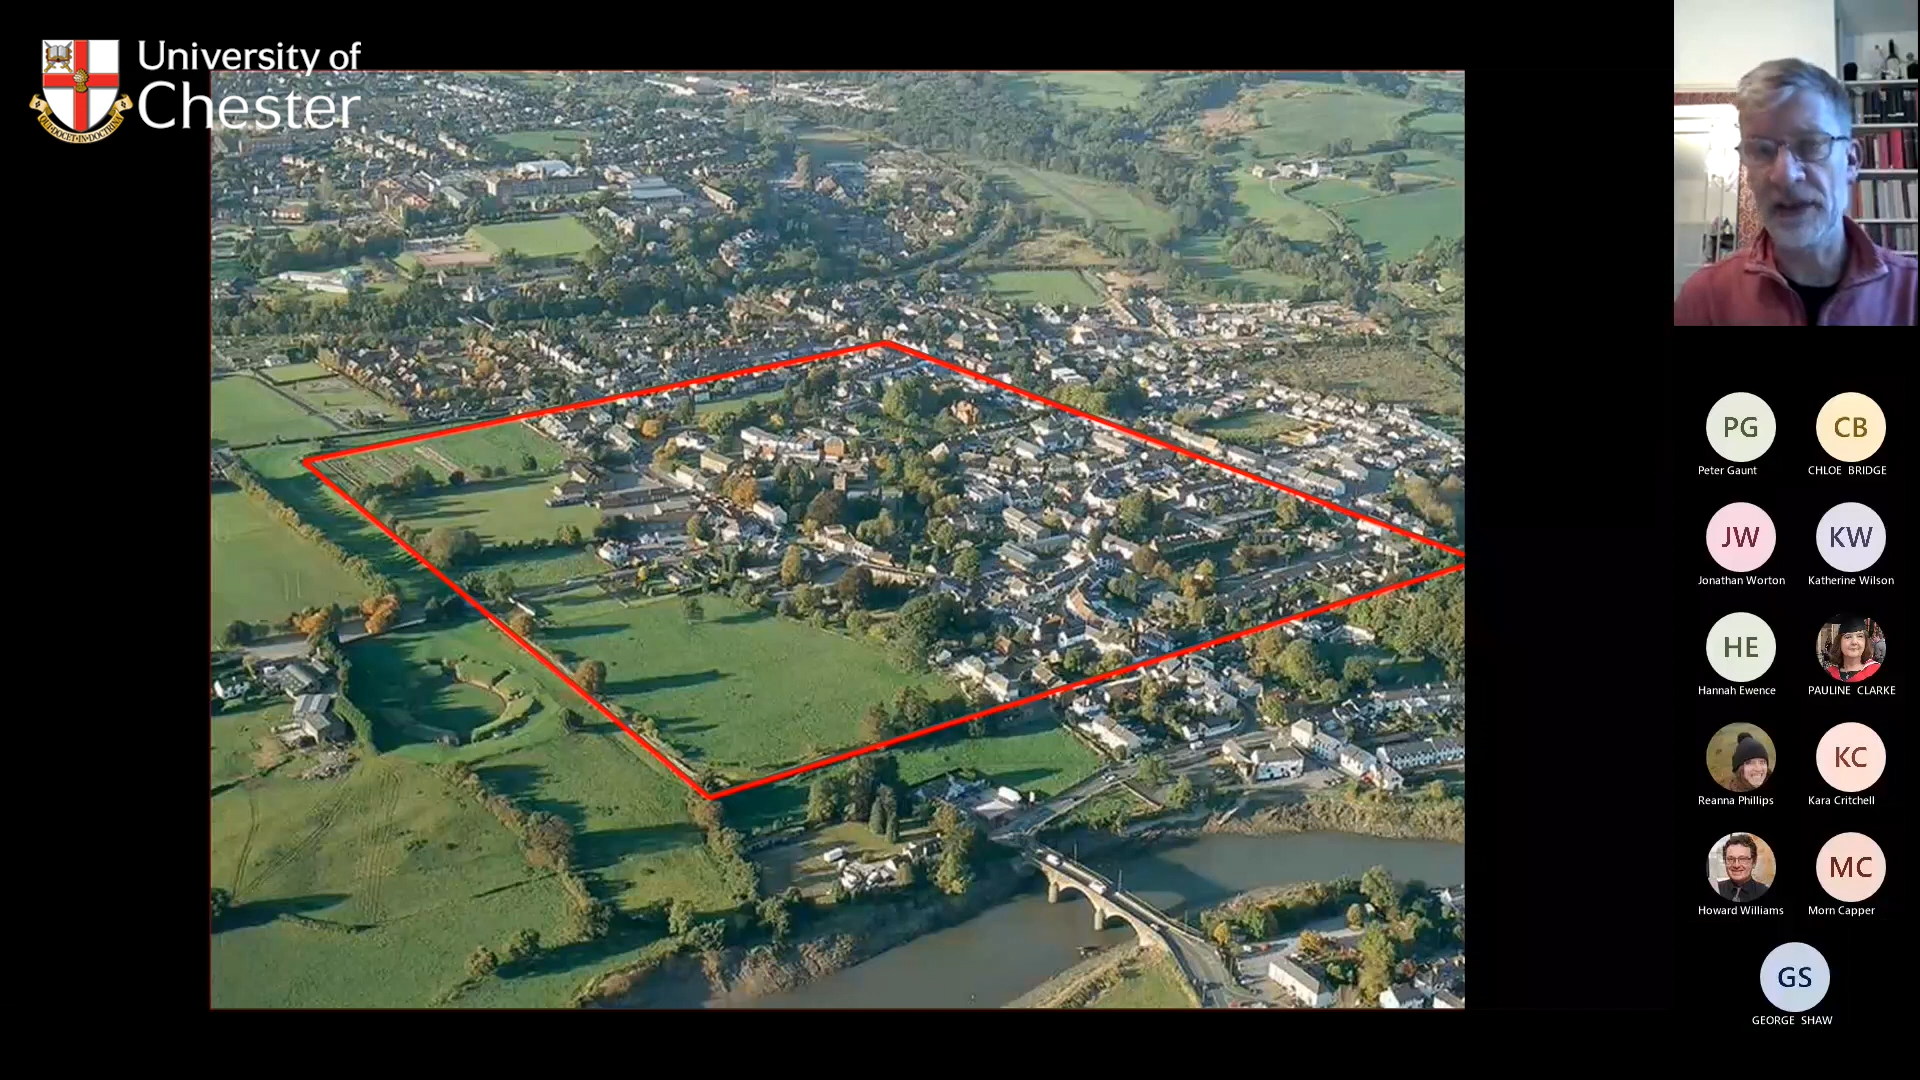 University of
Chester
PG
Peter Gaunt
CB
CHLOE BRIDGE
JW
Jonathan Worton
KW
Katherine Wilson
HE
Hannah Ewence
PAULINE CLARKE
Reanna Phillips
KC
Kara Critchell
Howard Williams
MC
Morn Capper
GS
GEORGE SHAW